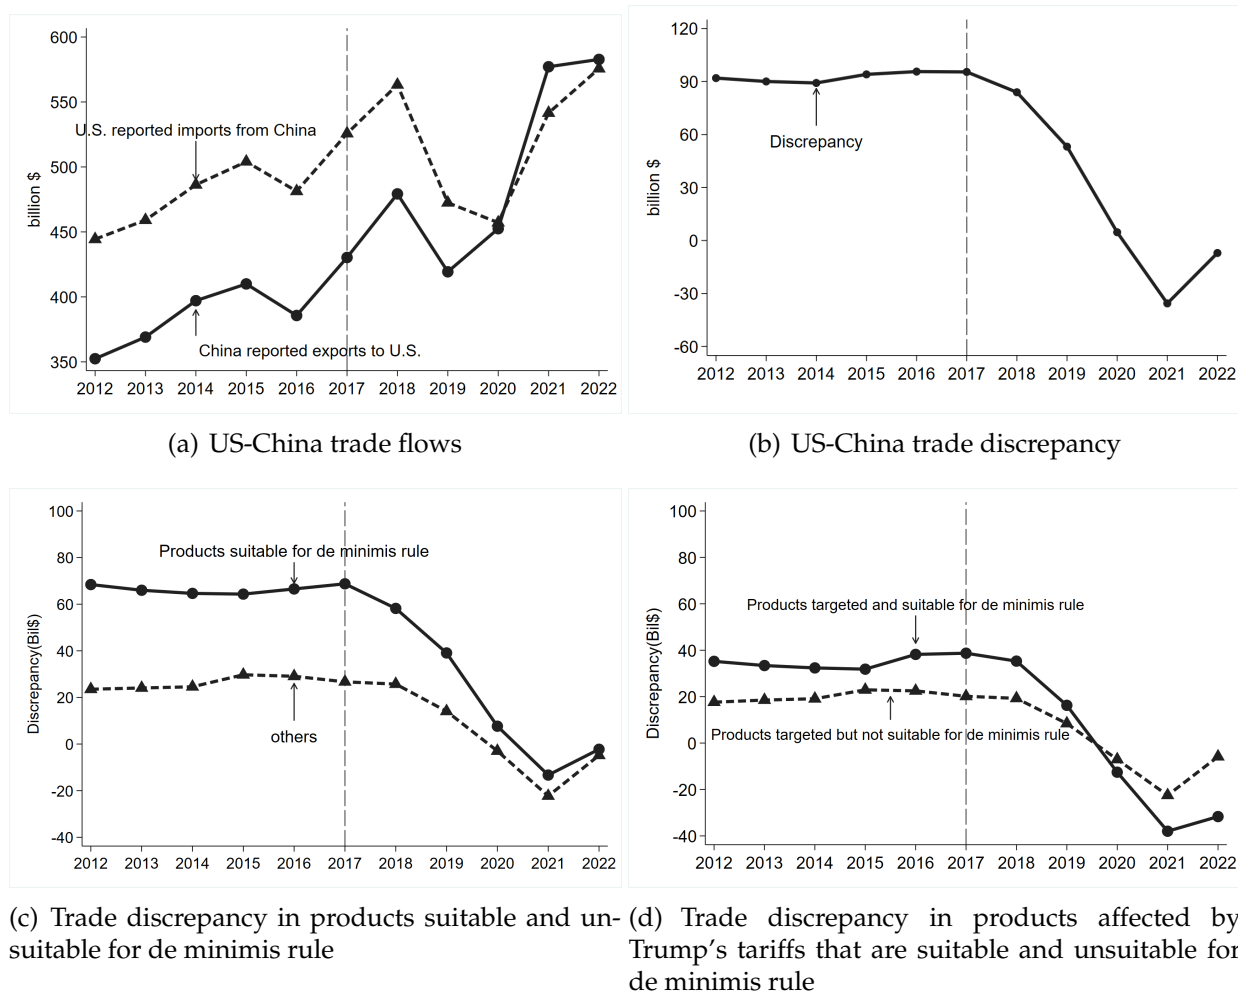 600
550
500
450
400
350
billion $
U.S. reported imports from China
China reported exports to U.S.
2012 2013 2014 2015 2016 2017 2018 2019 2020 2021 2022
(a) US-China trade flows
120
90
60
30
0
-30
-60
billion $
Discrepancy
2012 2013 2014 2015 2016 2017 2018 2019 2020 2021 2022
(b) US-China trade discrepancy
100
80
60
40
20
0
-20
-40
Discrepancy(Bil$)
Products suitable for de minimis rule
others
2012 2013 2014 2015 2016 2017 2018 2019 2020 2021 2022
(c) Trade discrepancy in products suitable and un-
suitable for de minimis rule
100
80
60
40
20
0
-20
-40
Discrepancy(Bil$)
Products targeted and suitable for de minimis rule
Products targeted but not suitable for de minimis rule
2012 2013 2014 2015 2016 2017 2018 2019 2020 2021 2022
(d) Trade discrepancy in products affected by
Trump's tariffs that are suitable and unsuitable for
de minimis rule